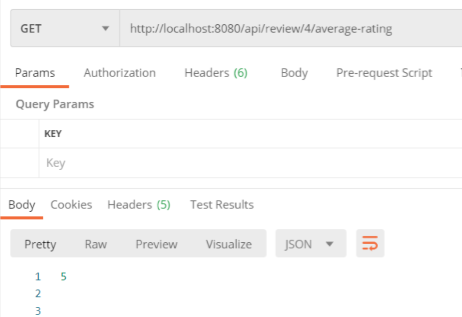 GET http://localhost:8080/api/review/4/average-rating
Params Authorization Headers (6) Body Pre-request Script
Query Params
KEY
Key
Body Cookies Headers (5) Test Results
Pretty Raw Preview Visualize JSON
1 5
2
3